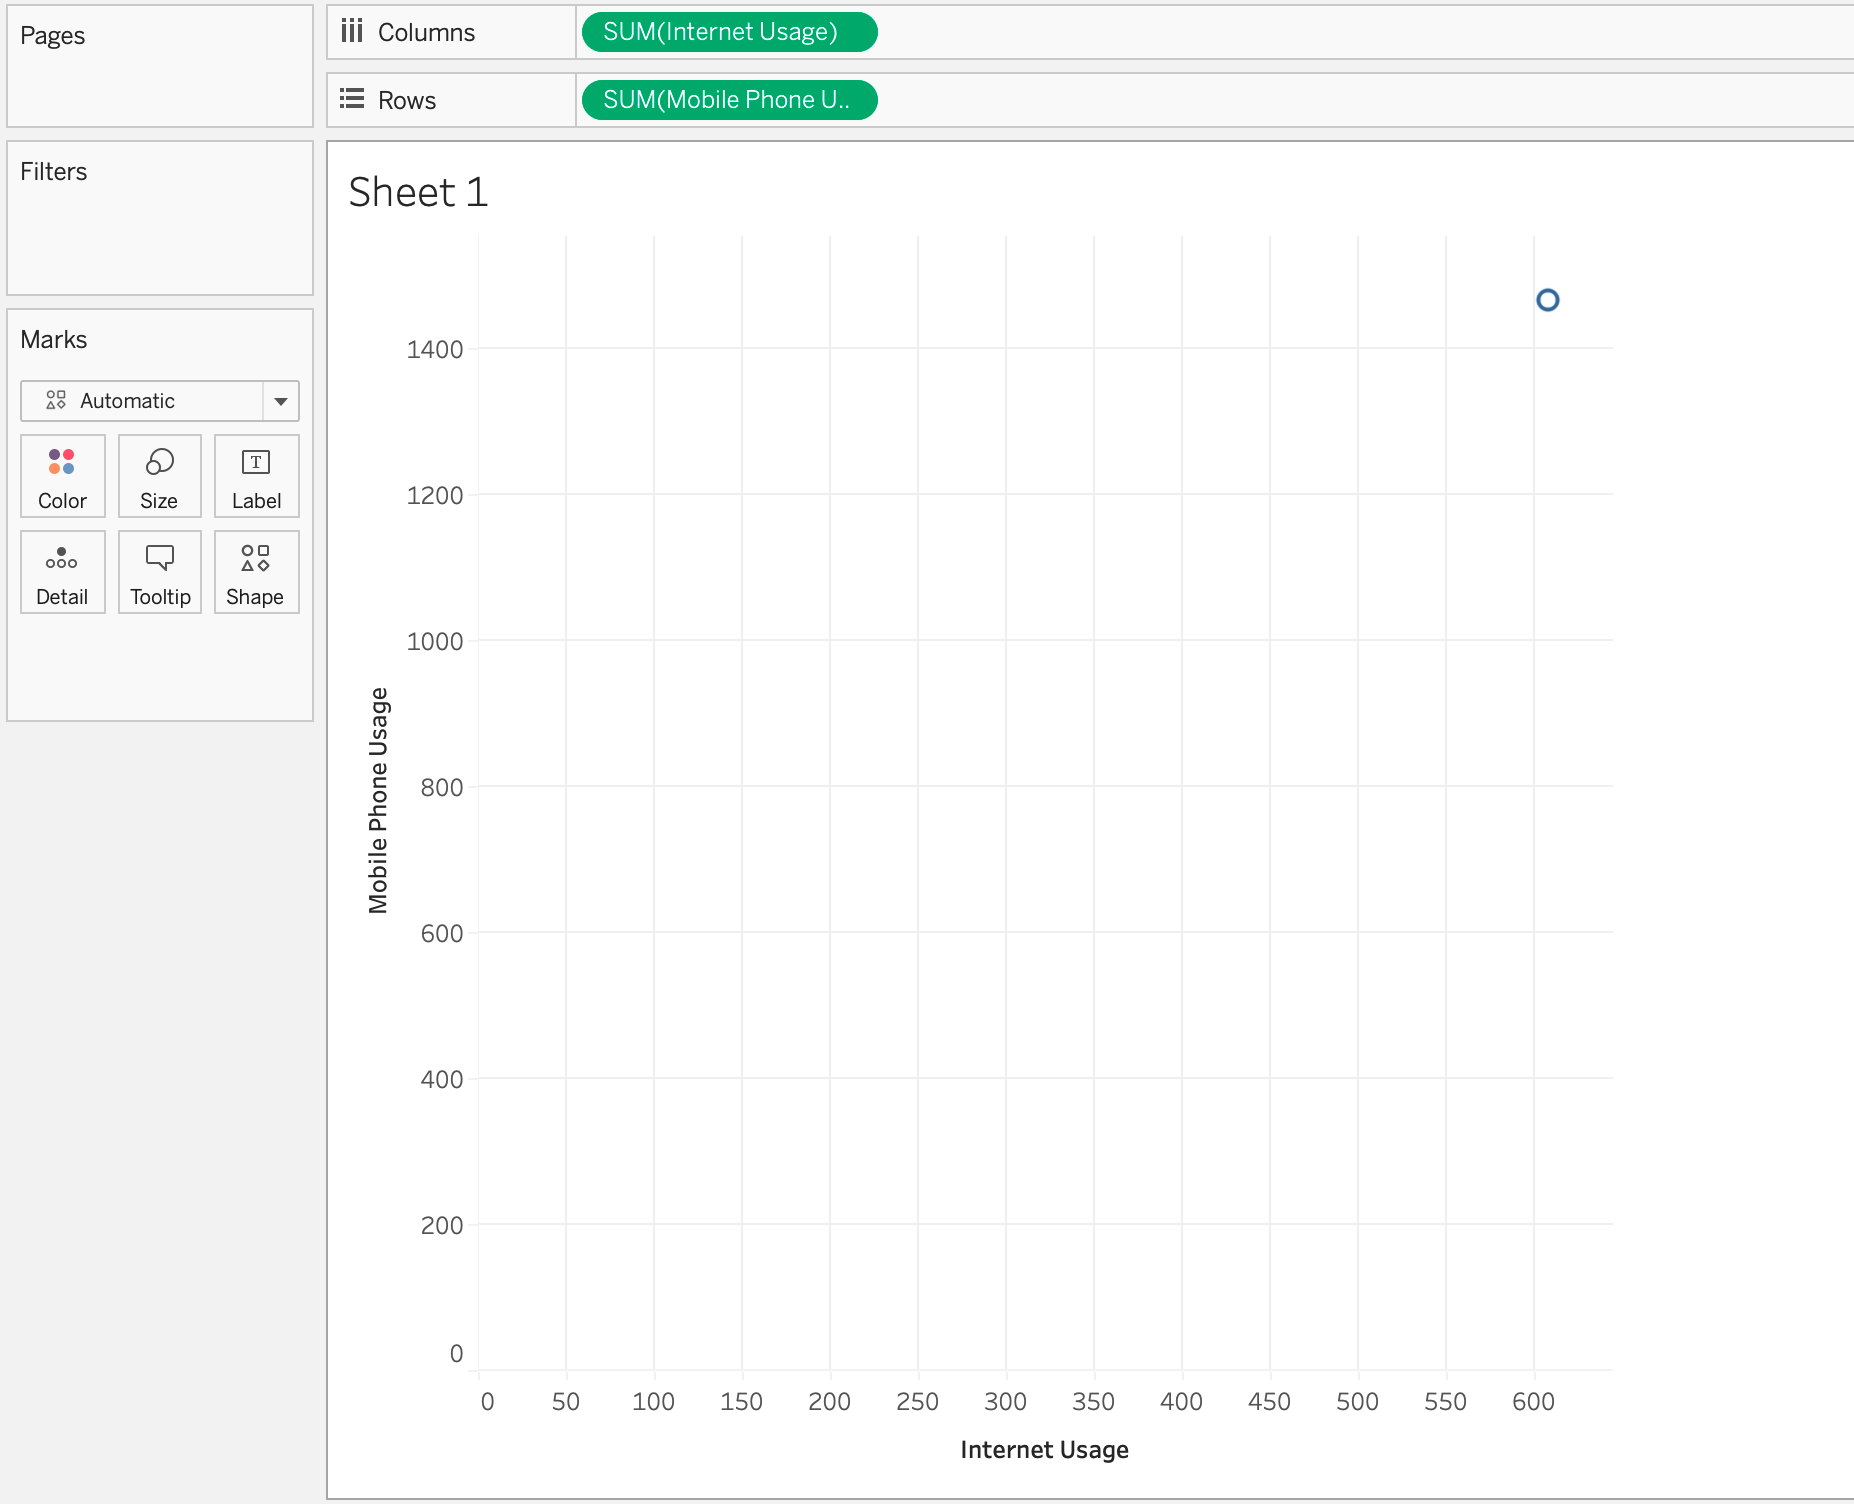 Pages
Columns
SUM(Internet Usage)
Rows
SUM(Mobile Phone U..
Filters
Marks
Automatic
Color
Size
Label
Detail
Tooltip
Shape
Sheet 1
Mobile Phone Usage
1400
1200
1000
800
600
400
200
0
0 50 100 150 200 250 300 350 400 450 500 550 600
Internet Usage